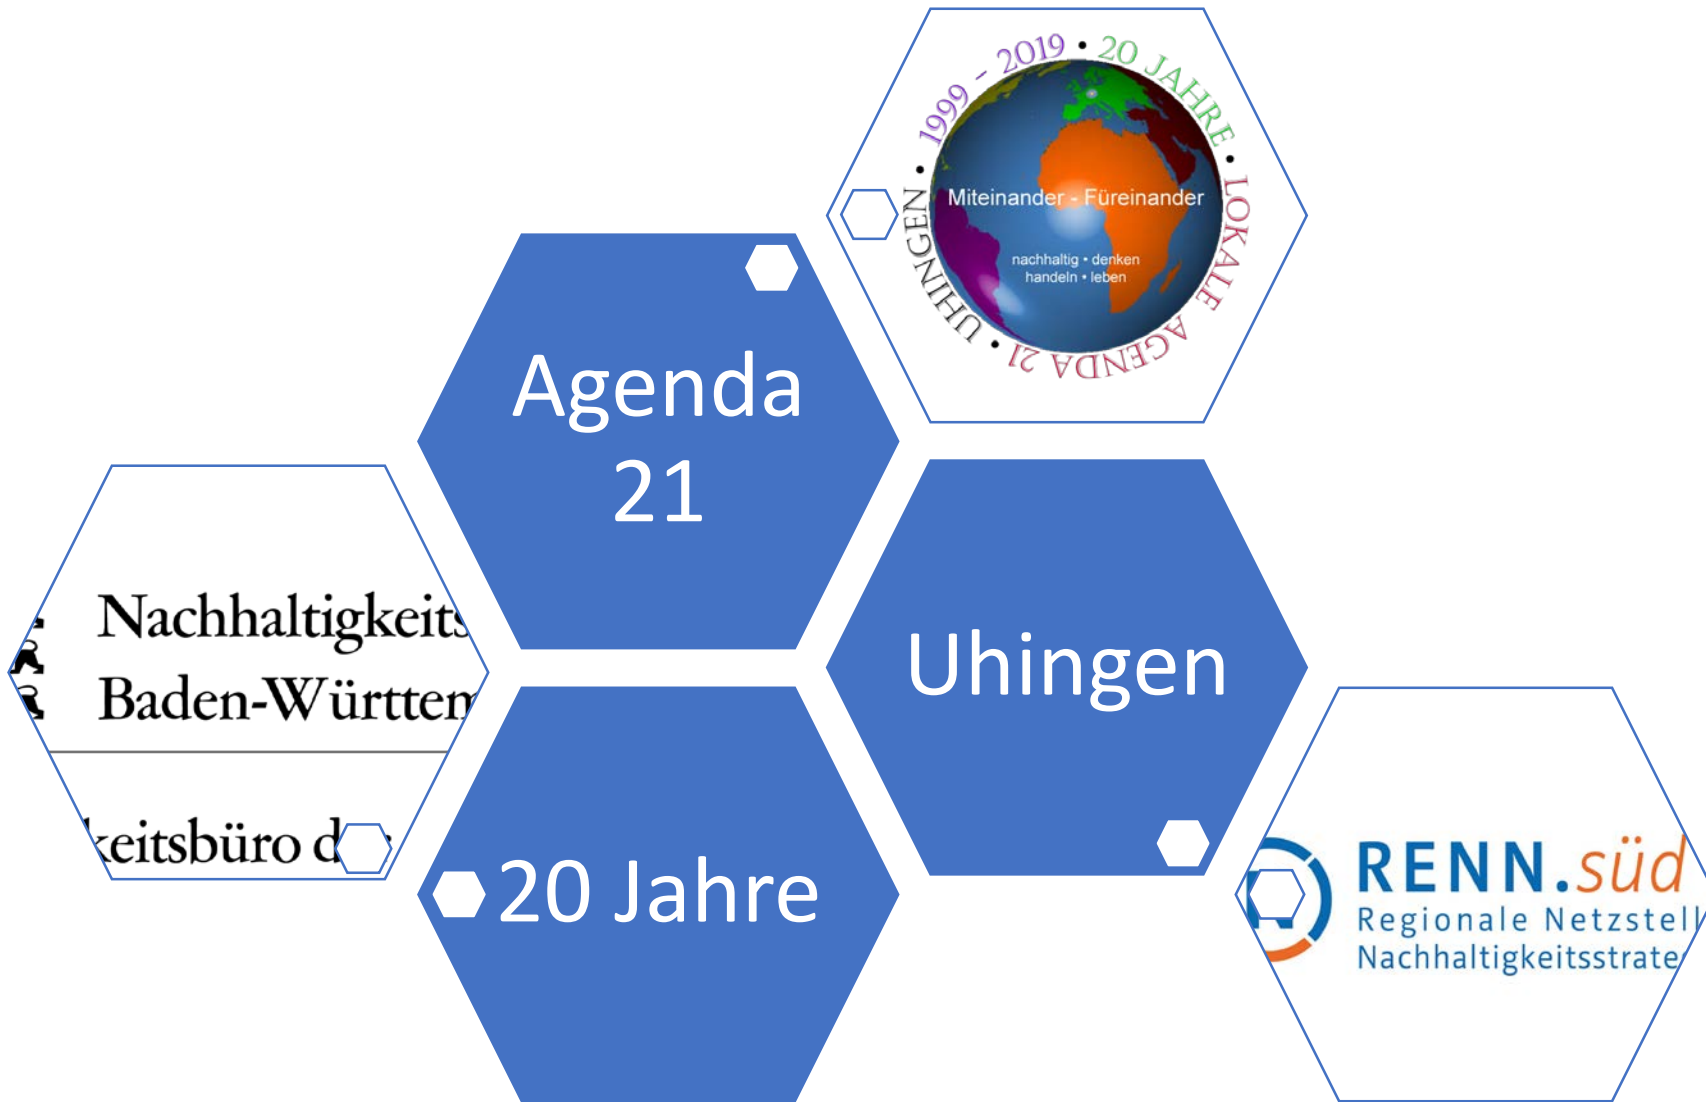 1999 - 2019 • 20 JAHRE • LOKALE AGENDA 21 • UHINGEN •
Miteinander - Füreinander
nachhaltig • denken
handeln • leben
Agenda
21
Uhingen
20 Jahre
Nachhaltigkeits
Baden-Württem
keitsbüro der
RENN.süd
Regionale Netzstell
Nachhaltigkeitsstrate